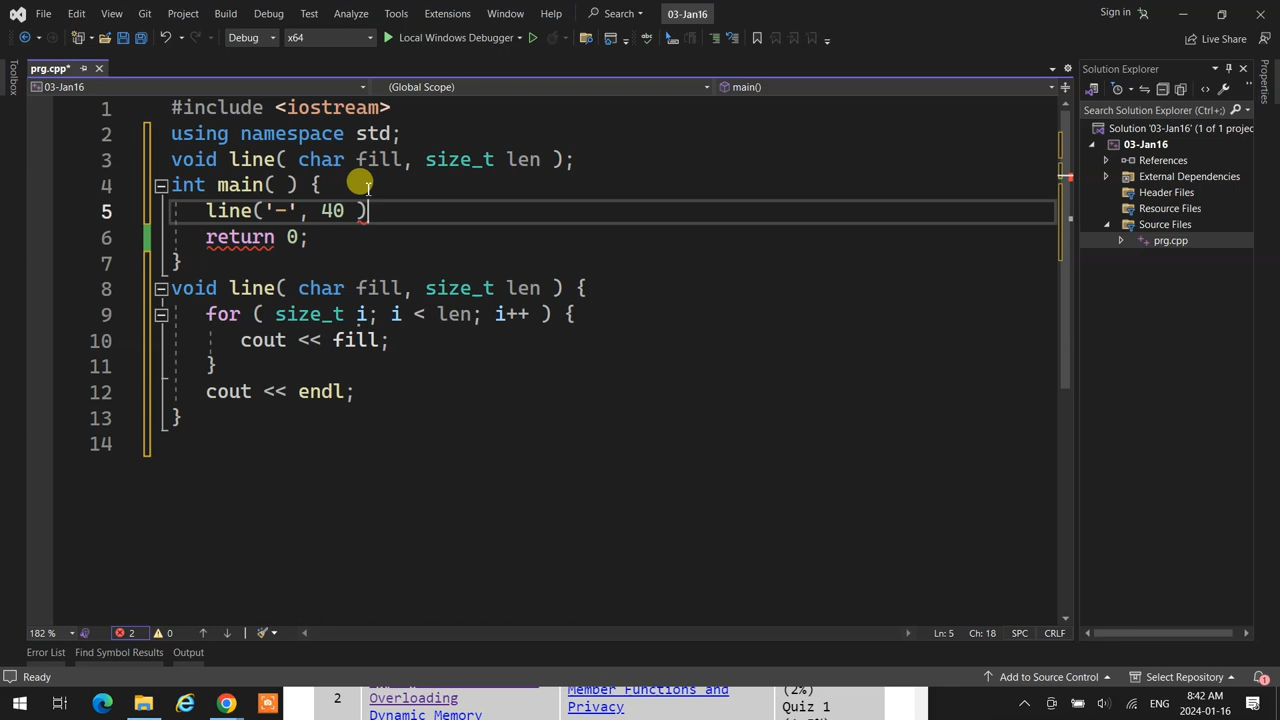 File Edit View Git Project Build Debug Test Analyze Tools Extensions Window Help Search 03-Jan16 Sign in
Debug x64 Local Windows Debugger Live Share
Toolbox
prg.cpp*
03-Jan16 (Global Scope) main()
1 #include <iostream>
2 using namespace std;
3 void line( char fill, size_t len );
4 int main( ) {
5 line('-', 40 )
6 return 0;
7 }
8 void line( char fill, size_t len ) {
9 for ( size_t i; i < len; i++ ) {
10 cout << fill;
11 }
12 cout << endl;
13 }
14
Solution Explorer
Search Solution Explorer (Ctrl+;)
Solution '03-Jan16' (1 of 1 projec
03-Jan16
References
External Dependencies
Header Files
Resource Files
Source Files
prg.cpp
Properties
182 % 2 0 Ln: 5 Ch: 18 SPC CRLF
Error List Find Symbol Results Output
Ready Add to Source Control Select Repository 1
2 Overloading Member Functions and (2%)
Dynamic Memory Privacy Quiz 1
ENG 8:42 AM
2024-01-16